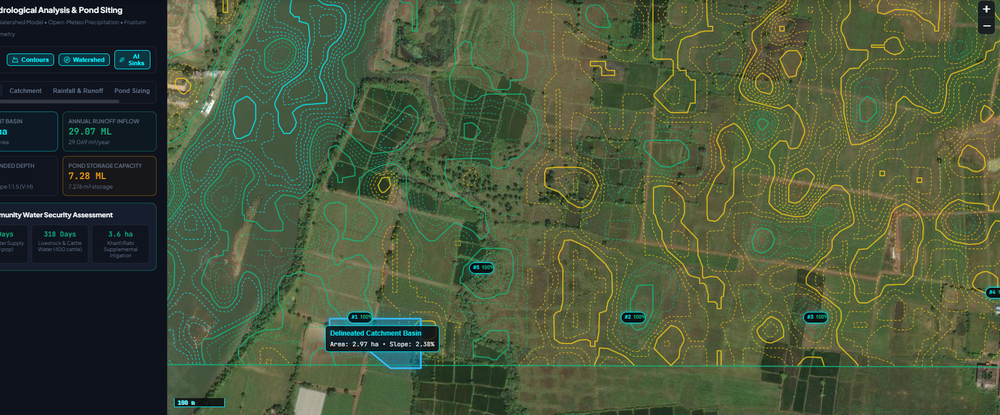 drological Analysis & Pond Siting
Watershed Model • Open-Meteo Precipitation • Frustum
metry
Contours
Watershed
AI
Sinks
Catchment
Rainfall & Runoff
Pond Sizing
NT BASIN
ha
area
ANNUAL RUNOFF INFLOW
29.07 ML
29,069 m³/year
NDED DEPTH
pe 1:1.5 (V:H)
POND STORAGE CAPACITY
7.28 ML
7,276 m³ storage
munity Water Security Assessment
Days
ter Supply
pop)
318 Days
Livestock & Cattle
Water (400 cattle)
3.6 ha
Kharif/Rabi
Supplemental
Irrigation
+
−
#5 100%
#4 1
#1 100%
#2 100%
#3 100%
Delineated Catchment Basin
Area: 2.97 ha • Slope: 2.38%
100 m